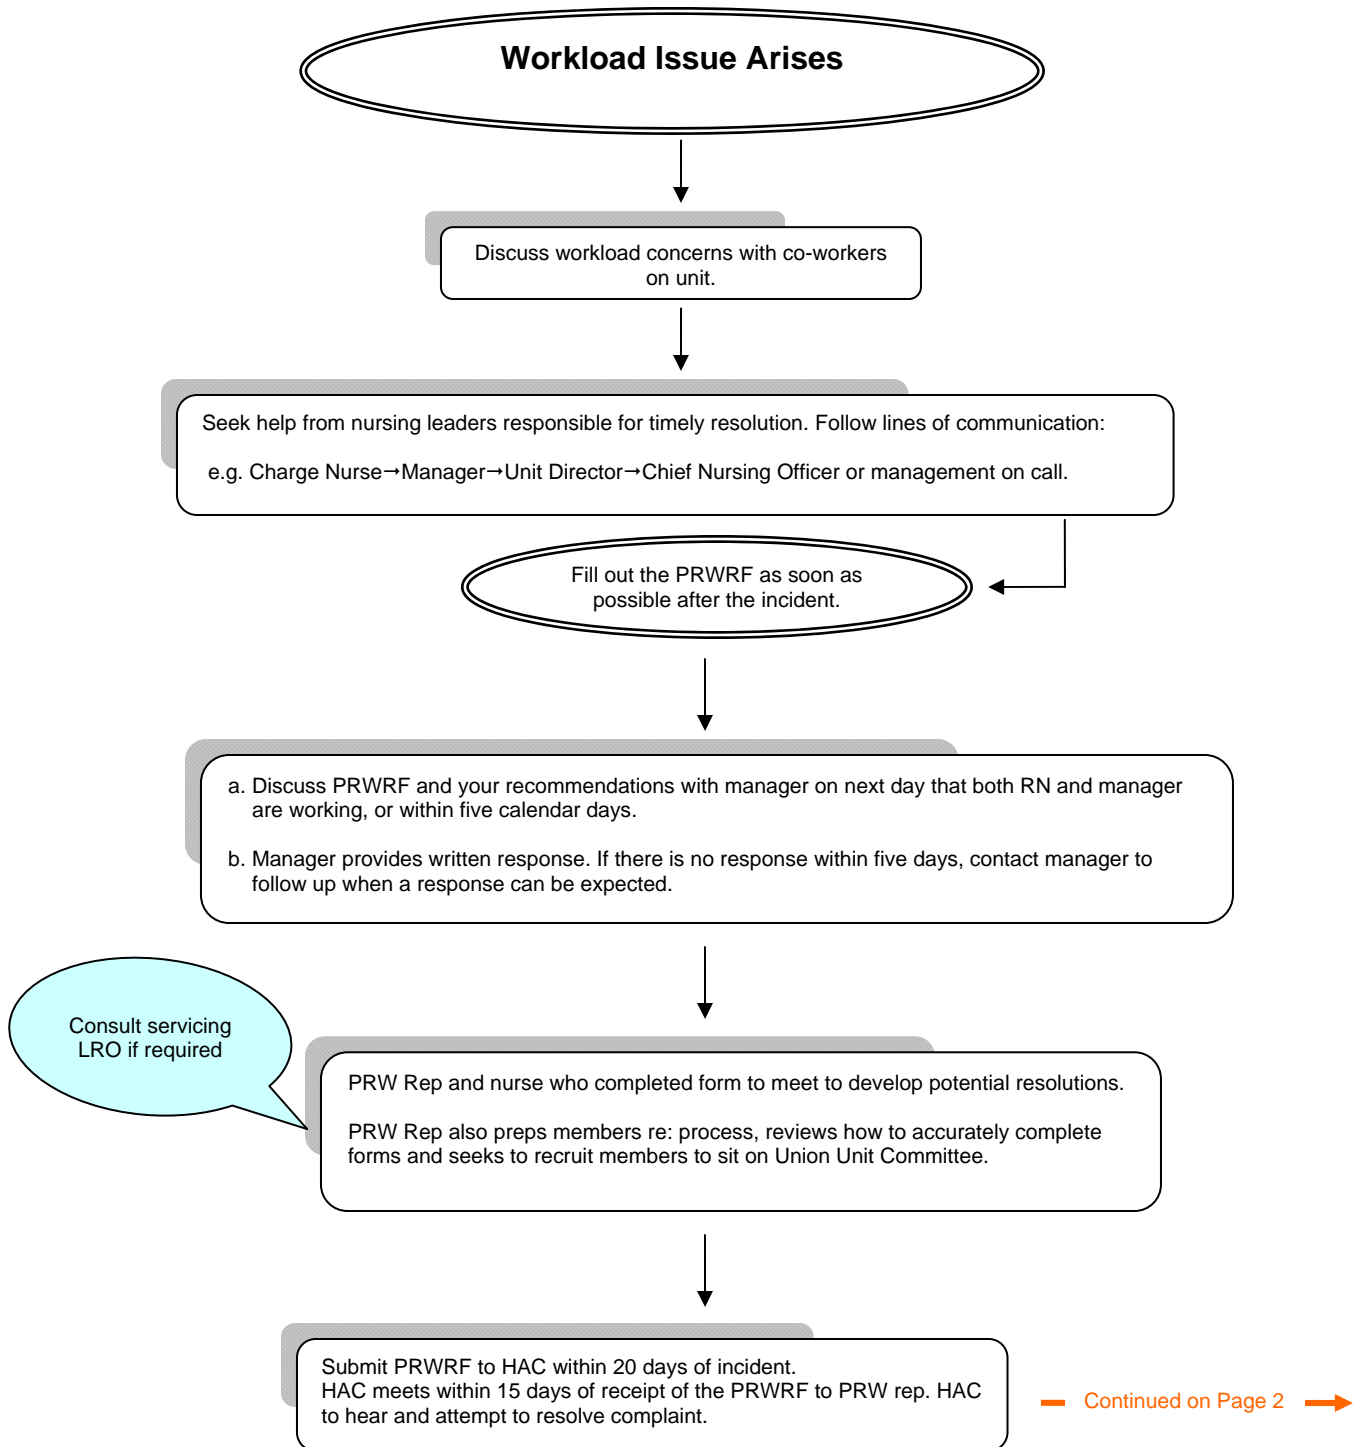 Workload Issue Arises
Discuss workload concerns with co-workers
on unit.
Seek help from nursing leaders responsible for timely resolution. Follow lines of communication:
e.g. Charge Nurse→Manager→Unit Director→Chief Nursing Officer or management on call.
Fill out the PRWRF as soon as
possible after the incident.
a. Discuss PRWRF and your recommendations with manager on next day that both RN and manager
are working, or within five calendar days.
b. Manager provides written response. If there is no response within five days, contact manager to
follow up when a response can be expected.
Consult servicing
LRO if required
PRW Rep and nurse who completed form to meet to develop potential resolutions.
PRW Rep also preps members re: process, reviews how to accurately complete
forms and seeks to recruit members to sit on Union Unit Committee.
Submit PRWRF to HAC within 20 days of incident.
HAC meets within 15 days of receipt of the PRWRF to PRW rep. HAC
to hear and attempt to resolve complaint.
Continued on Page 2